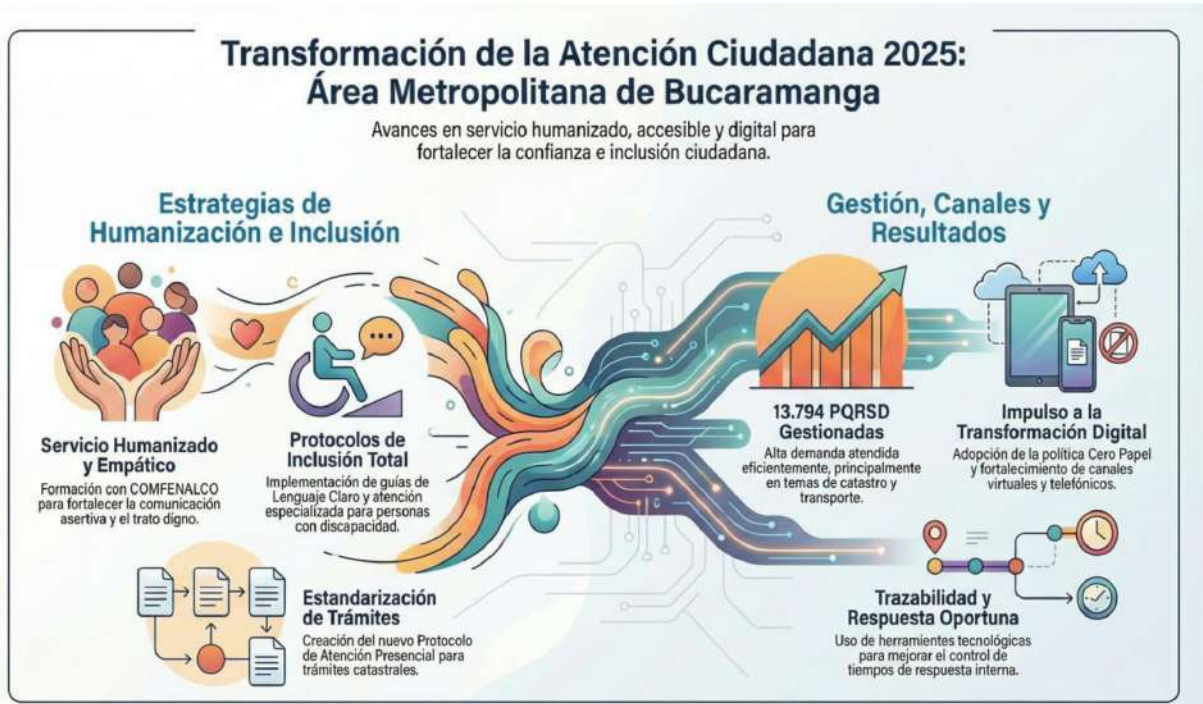 Transformación de la Atención Ciudadana 2025:
Área Metropolitana de Bucaramanga
Avances en servicio humanizado, accesible y digital para
fortalecer la confianza e inclusión ciudadana.
Estrategias de
Humanización e Inclusión
Servicio Humanizado
y Empático
Formación con COMFENALCO
para fortalecer la comunicación
asertiva y el trato digno.
Protocolos de
Inclusión Total
Implementación de guías de
Lenguaje Claro y atención
especializada para personas
con discapacidad.
Estandarización
de Trámites
Creación del nuevo Protocolo
de Atención Presencial para
trámites catastrales.
Gestión, Canales y
Resultados
13.794 PQRSD
Gestionadas
Alta demanda atendida
eficientemente, principalmente
en temas de catastro y
transporte.
Impulso a la
Transformación Digital
Adopción de la política Cero Papel
y fortalecimiento de canales
virtuales y telefónicos.
Trazabilidad y
Respuesta Oportuna
Uso de herramientes tecnológicas
para mejorar el control de
tiempos de respuesta interna.